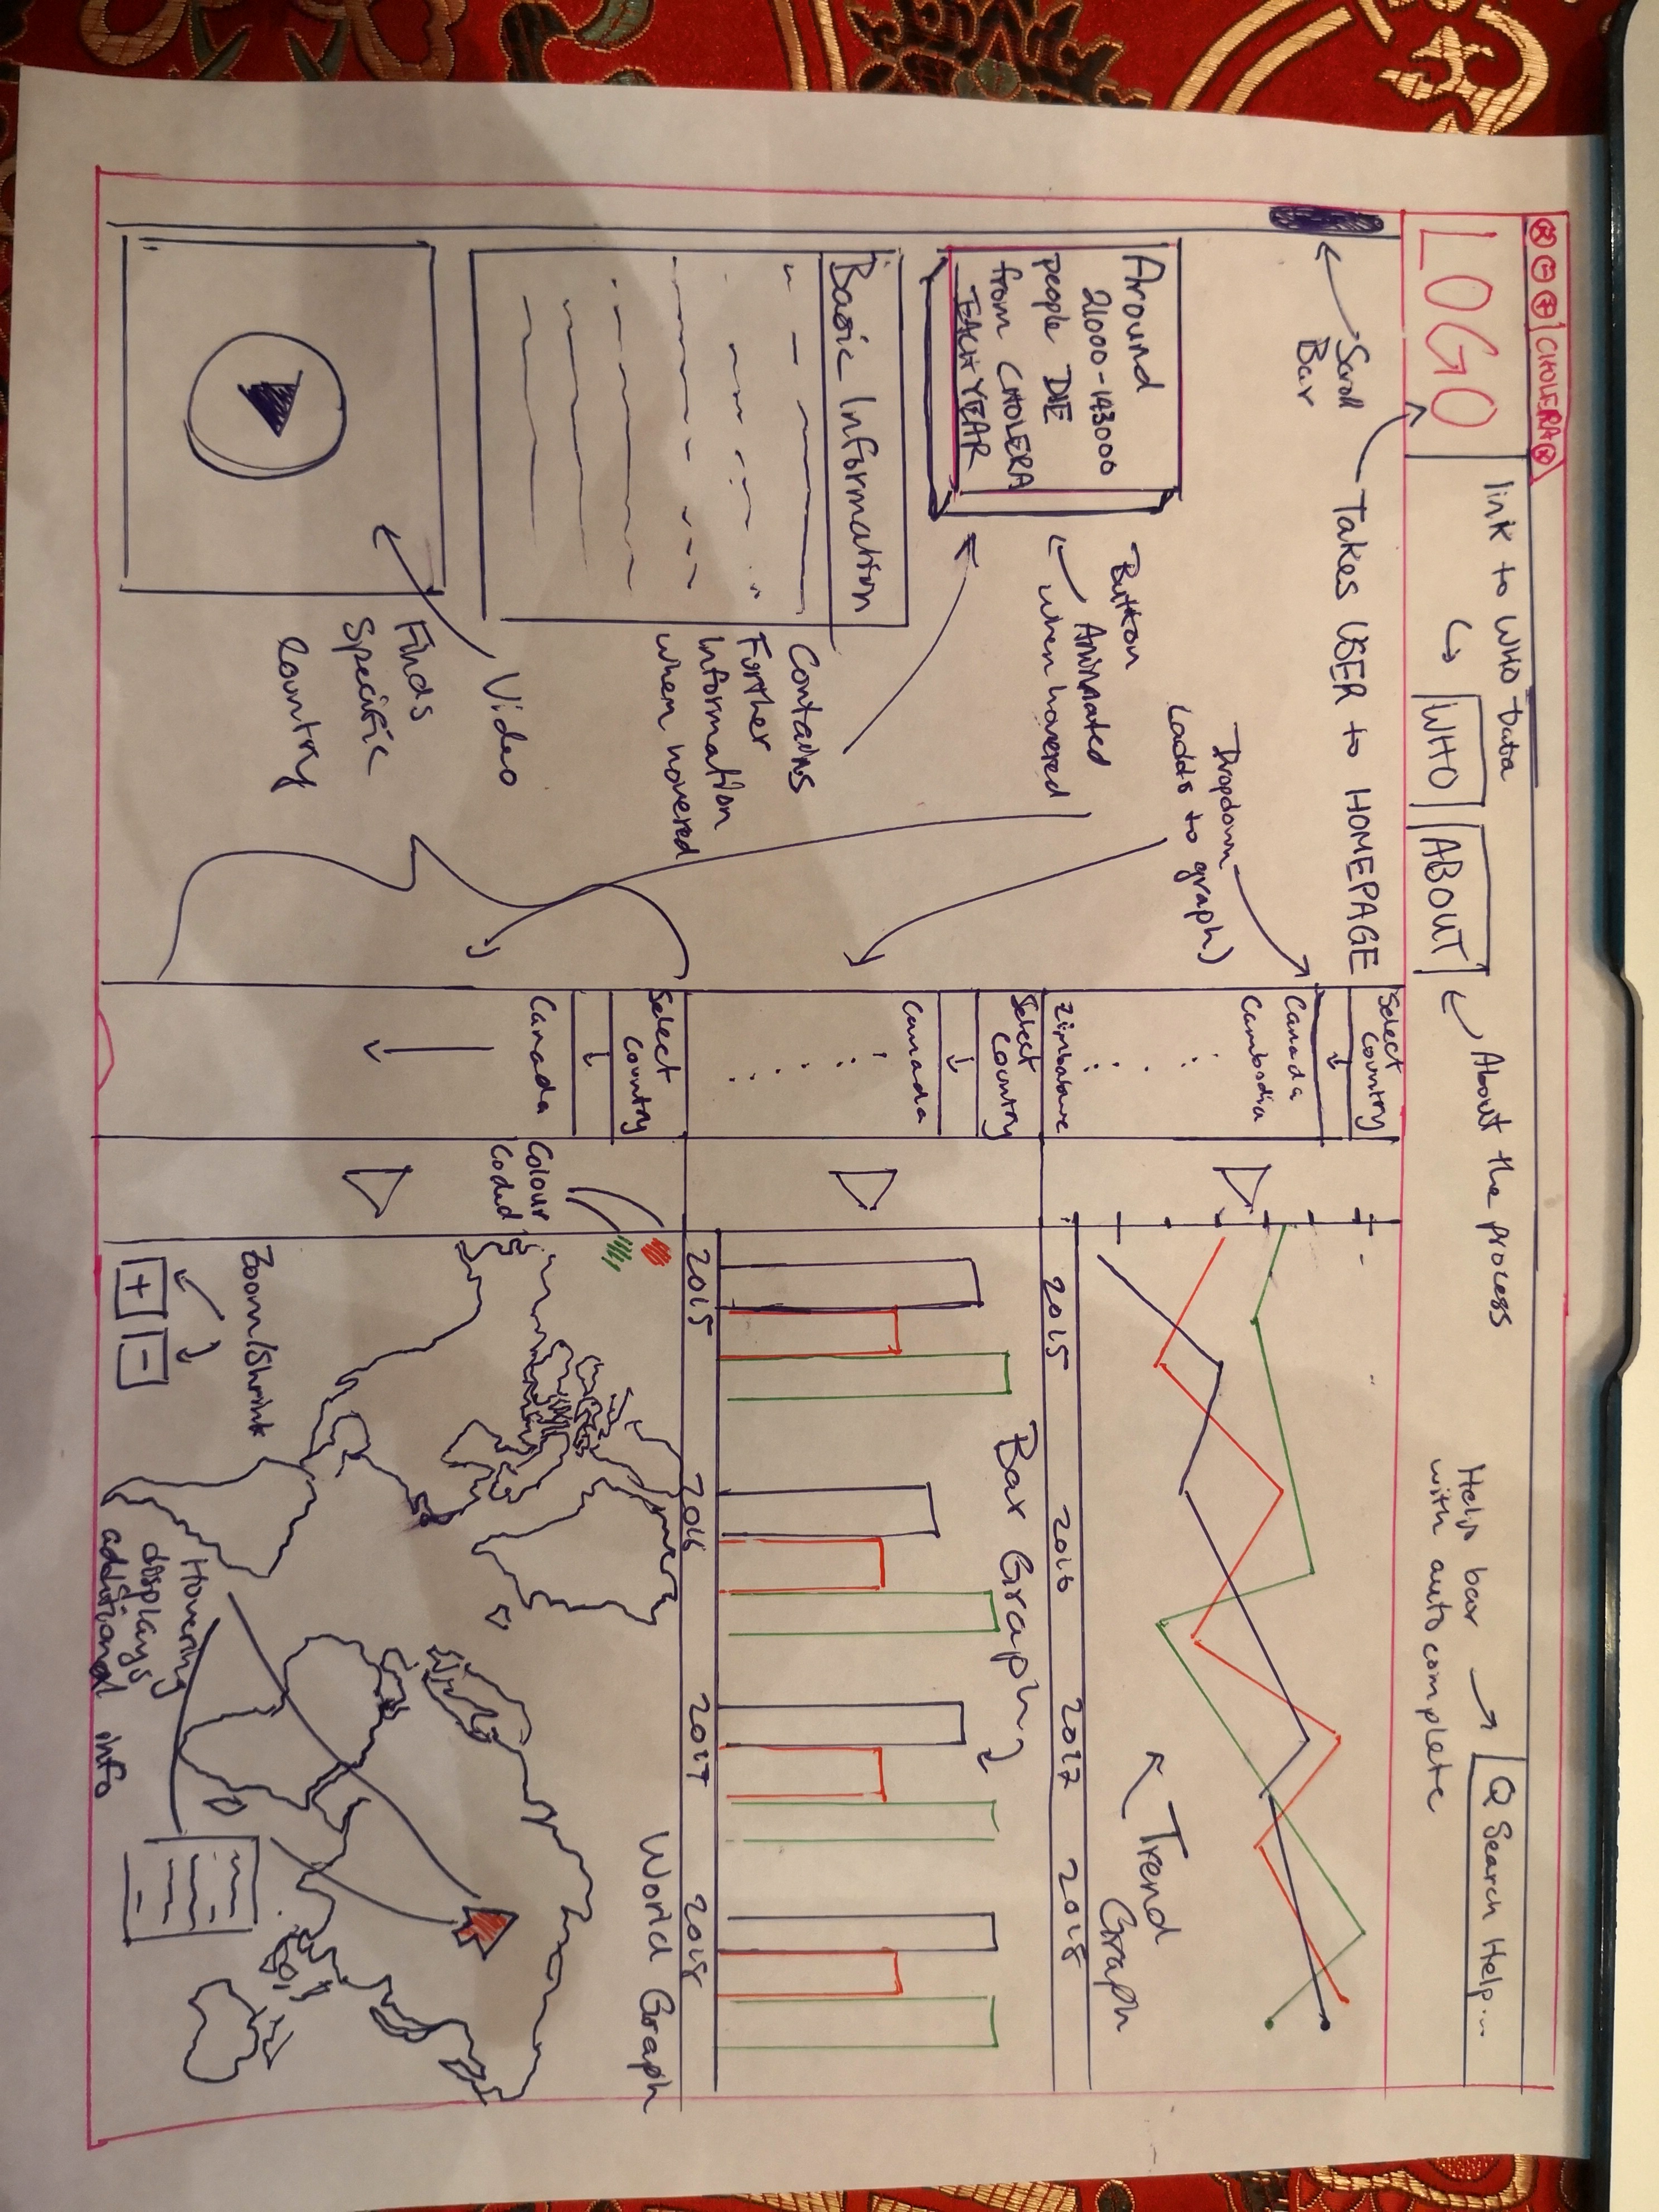 CHOLERA
LOGO
link to WHO data
WHO
ABOUT
About the process
Help bar
with autocomplete
Q Search Help...
Scroll
Bar
Takes USER to HOMEPAGE
Around
21000-143000
people DIE
from CHOLERA
EACH YEAR
Button
Animated
when hovered
Dropdown
(adds to graph)
Basic Information
Contains
Further
Information
when hovered
Video
Finds
Specific
Country
Select
Country
Canada
Cambodia
Zimbabwe
Trend
Graph
2015
2016
2017
2018
Select
Country
Canada
Bar Graph
2015
2016
2017
2018
Select
Country
Canada
Colour
Coded
World Graph
Zoom/Shrink
+
-
Hovering
displays
additional info